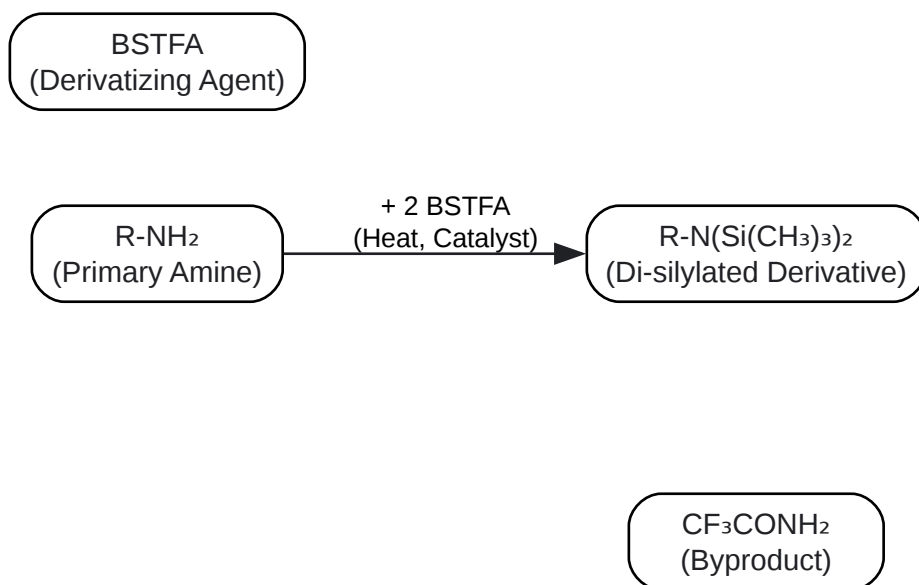 BSTFA
(Derivatizing Agent)
+ 2 BSTFA
(Heat, Catalyst)
R-NH₂
(Primary Amine)
R-N(Si(CH₃)₃)₂
(Di-silylated Derivative)
CF₃CONH₂
(Byproduct)